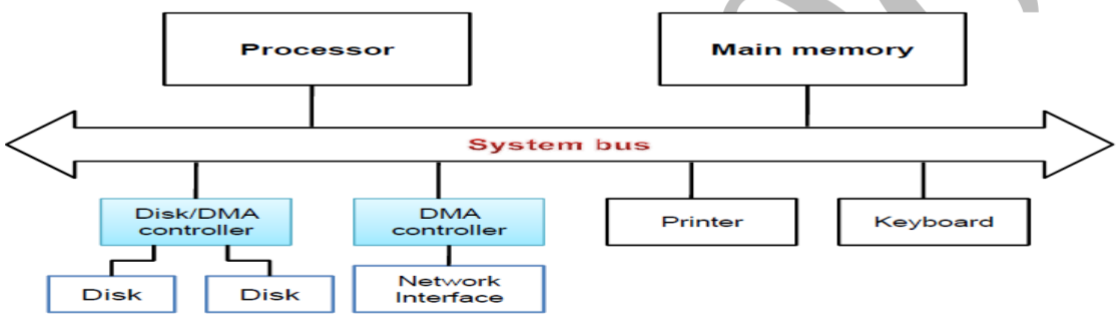 Processor
Main memory
System bus
Disk/DMA
controller
DMA
controller
Printer
Keyboard
Disk
Disk
Network
Interface